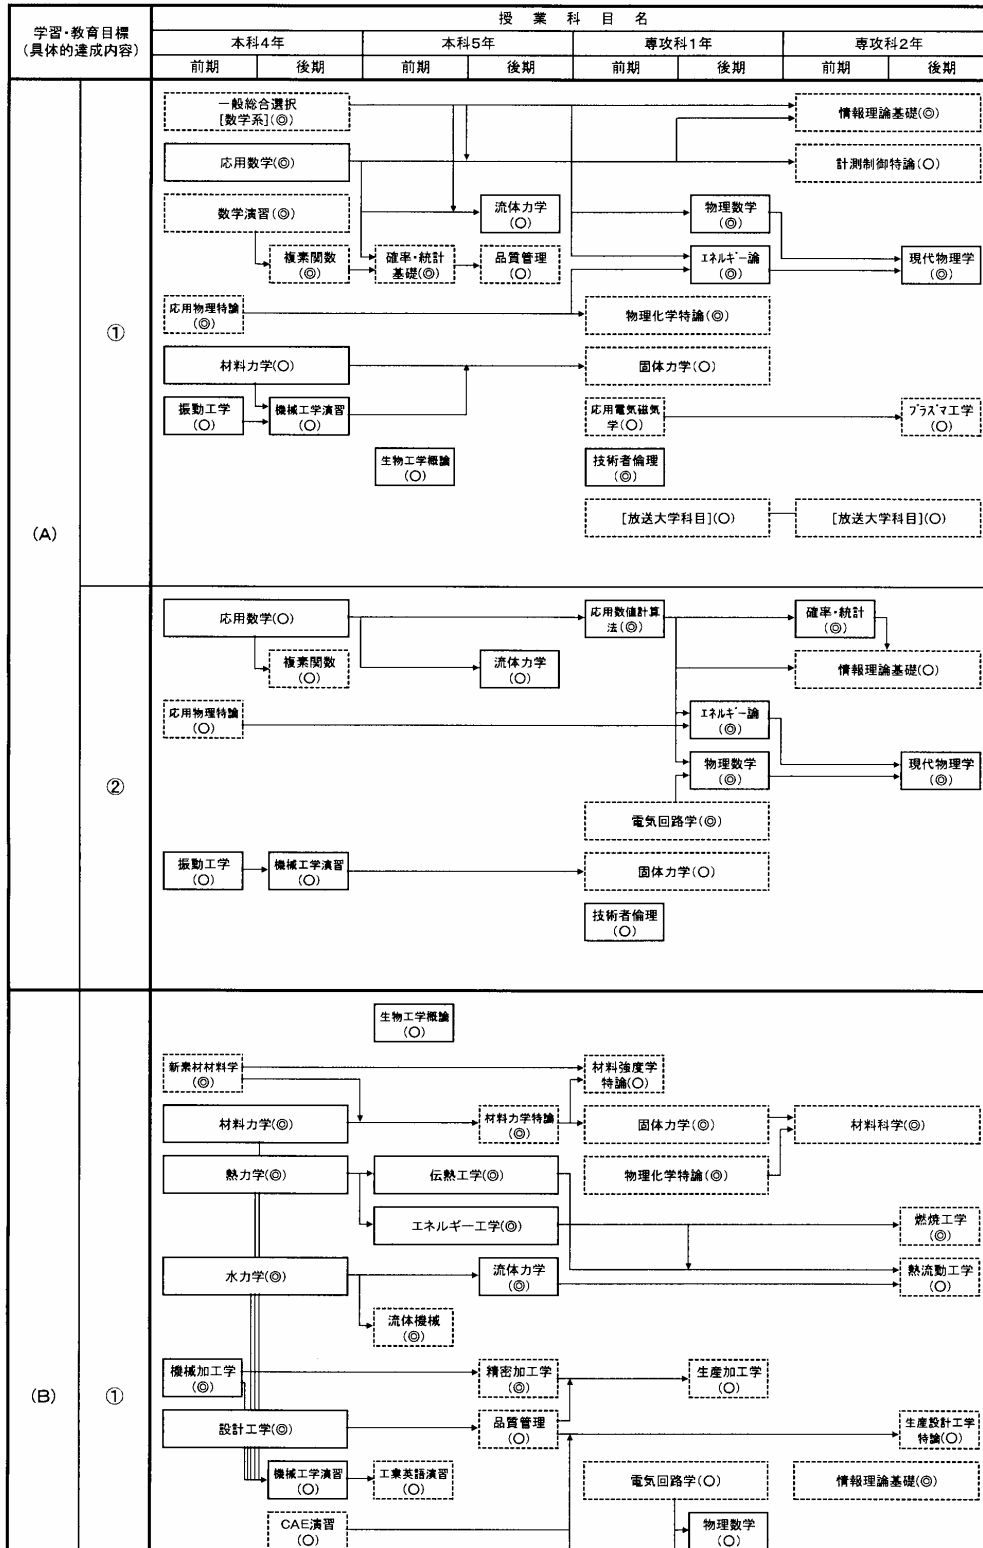 授業科目名
学習・教育目標
(具体的達成内容)
本科4年 本科5年 専攻科1年 専攻科2年
前期 後期 前期 後期 前期 後期 前期 後期
(A)
①
一般総合選択
[数学系](◎)
情報理論基礎(◎)
応用数学(◎)
計測制御特論(○)
数学演習(◎)
流体力学
(○)
物理数学
(◎)
複素関数
(◎)
確率・統計
基礎(◎)
品質管理
(○)
エネルギー論
(◎)
現代物理学
(◎)
応用物理特論
(◎)
物理化学特論(◎)
材料力学(○)
固体力学(○)
振動工学
(○)
機械工学演習
(○)
応用電気磁気
学(○)
プラズマ工学
(○)
生物工学概論
(○)
技術者倫理
(◎)
[放送大学科目](○)
[放送大学科目](○)
②
応用数学(○)
応用数値計算
法(◎)
確率・統計
(◎)
複素関数
(○)
流体力学
(○)
情報理論基礎(○)
応用物理特論
(○)
エネルギー論
(◎)
物理数学
(◎)
現代物理学
(◎)
電気回路学(◎)
振動工学
(○)
機械工学演習
(○)
固体力学(○)
技術者倫理
(○)
(B)
①
生物工学概論
(○)
新素材材料学
(◎)
材料強度学
特論(○)
材料力学(◎)
材料力学特論
(◎)
固体力学(◎)
材料科学(◎)
熱力学(◎)
伝熱工学(◎)
物理化学特論(◎)
エネルギー工学(◎)
燃焼工学
(◎)
水力学(◎)
流体力学
(◎)
熱流動工学
(○)
流体機械
(◎)
機械加工学
(◎)
精密加工学
(◎)
生産加工学
(○)
設計工学(◎)
品質管理
(○)
生産設計工学
特論(○)
機械工学演習
(○)
工業英語演習
(○)
電気回路学(○)
情報理論基礎(◎)
CAE演習
(○)
物理数学
(○)